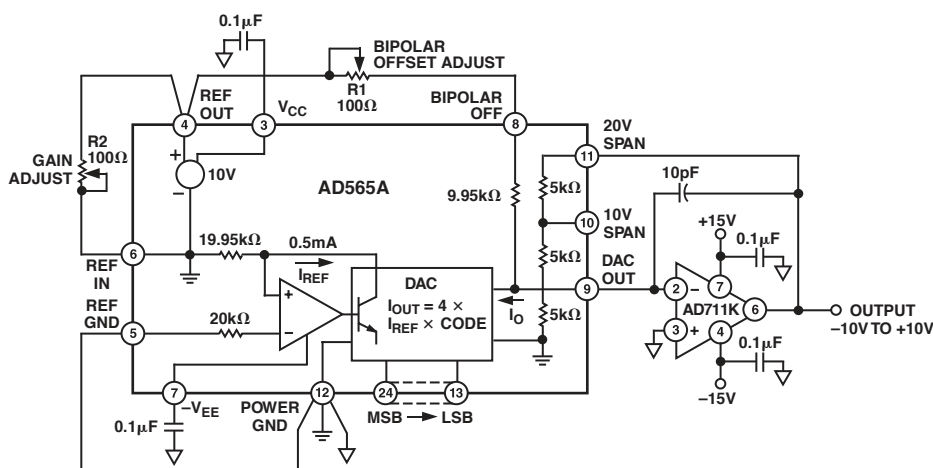 0.1μF
BIPOLAR
OFFSET ADJUST
R1
100Ω
REF
OUT
VCC
BIPOLAR
OFF
4
3
8
20V
SPAN
11
R2
100Ω
GAIN
ADJUST
+
10V
–
AD565A
9.95kΩ
5kΩ
10pF
10
10V
SPAN
+15V
0.1μF
6
19.95kΩ
0.5mA
IREF
5kΩ
DAC
OUT
REF
IN
DAC
9
2
–
7
REF
GND
+
IOUT = 4 ×
IREF × CODE
IO
AD711K
6
OUTPUT
–10V TO +10V
5
20kΩ
–
5kΩ
3
+
4
0.1μF
7
12
24
13
–15V
–VEE
POWER
GND
MSB
LSB
0.1μF